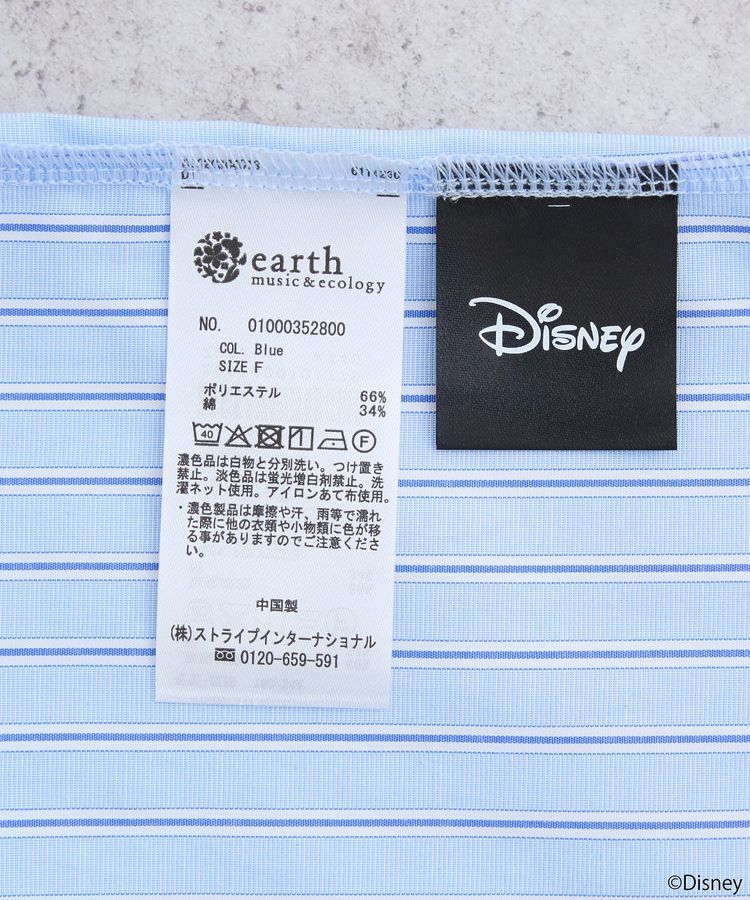 earth
music&ecology
NO. 01000352800
COL. Blue
SIZE F
ポリエステル 66%
綿 34%
40
F
濃色品は白物と分別洗い。つけ置き
禁止。淡色品は蛍光増白剤禁止。洗
濯ネット使用。アイロンあて布使用。
・濃色製品は摩擦や汗、雨等で濡れ
た際に他の衣類や小物類に色が移
る事がありますのでご注意くださ
い。
中国製
(株)ストライプインターナショナル
0120-659-591
Disney
©Disney